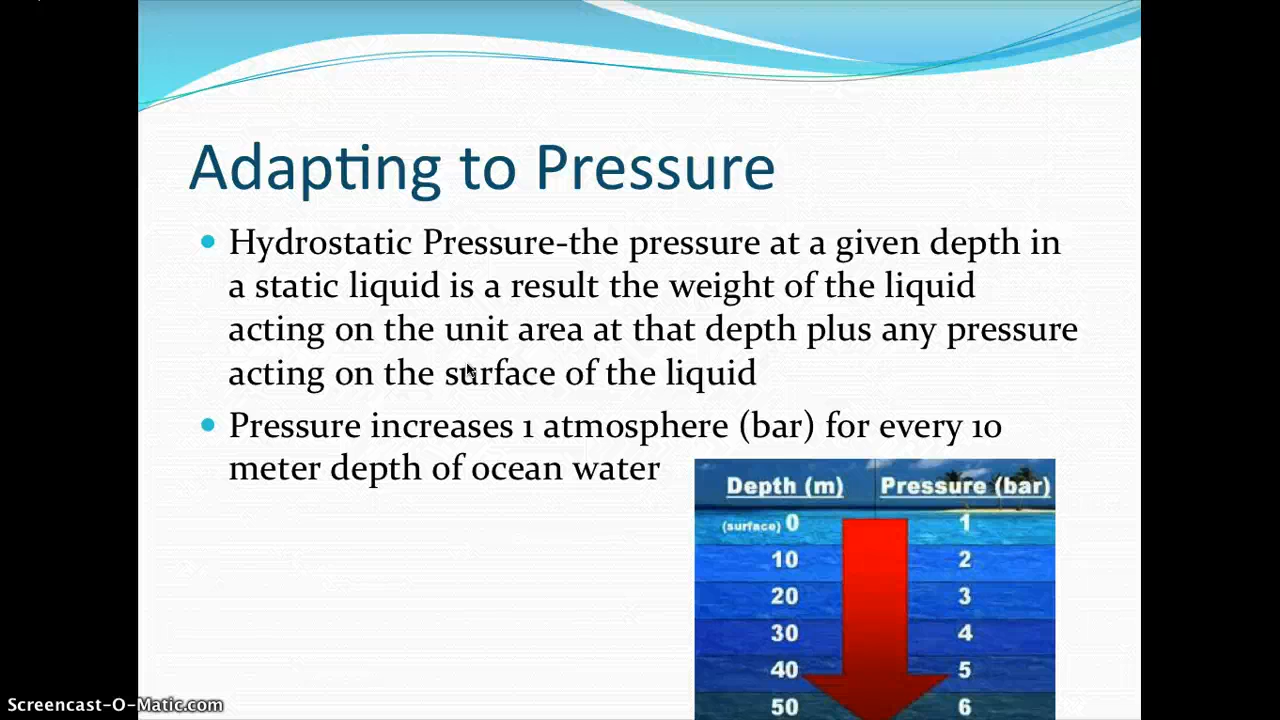 Adapting to Pressure
Hydrostatic Pressure-the pressure at a given depth in
a static liquid is a result the weight of the liquid
acting on the unit area at that depth plus any pressure
acting on the surface of the liquid
Pressure increases 1 atmosphere (bar) for every 10
meter depth of ocean water
Depth (m) Pressure (bar)
(surface) 0 1
10 2
20 3
30 4
40 5
50 6
Screencast-O-Matic.com